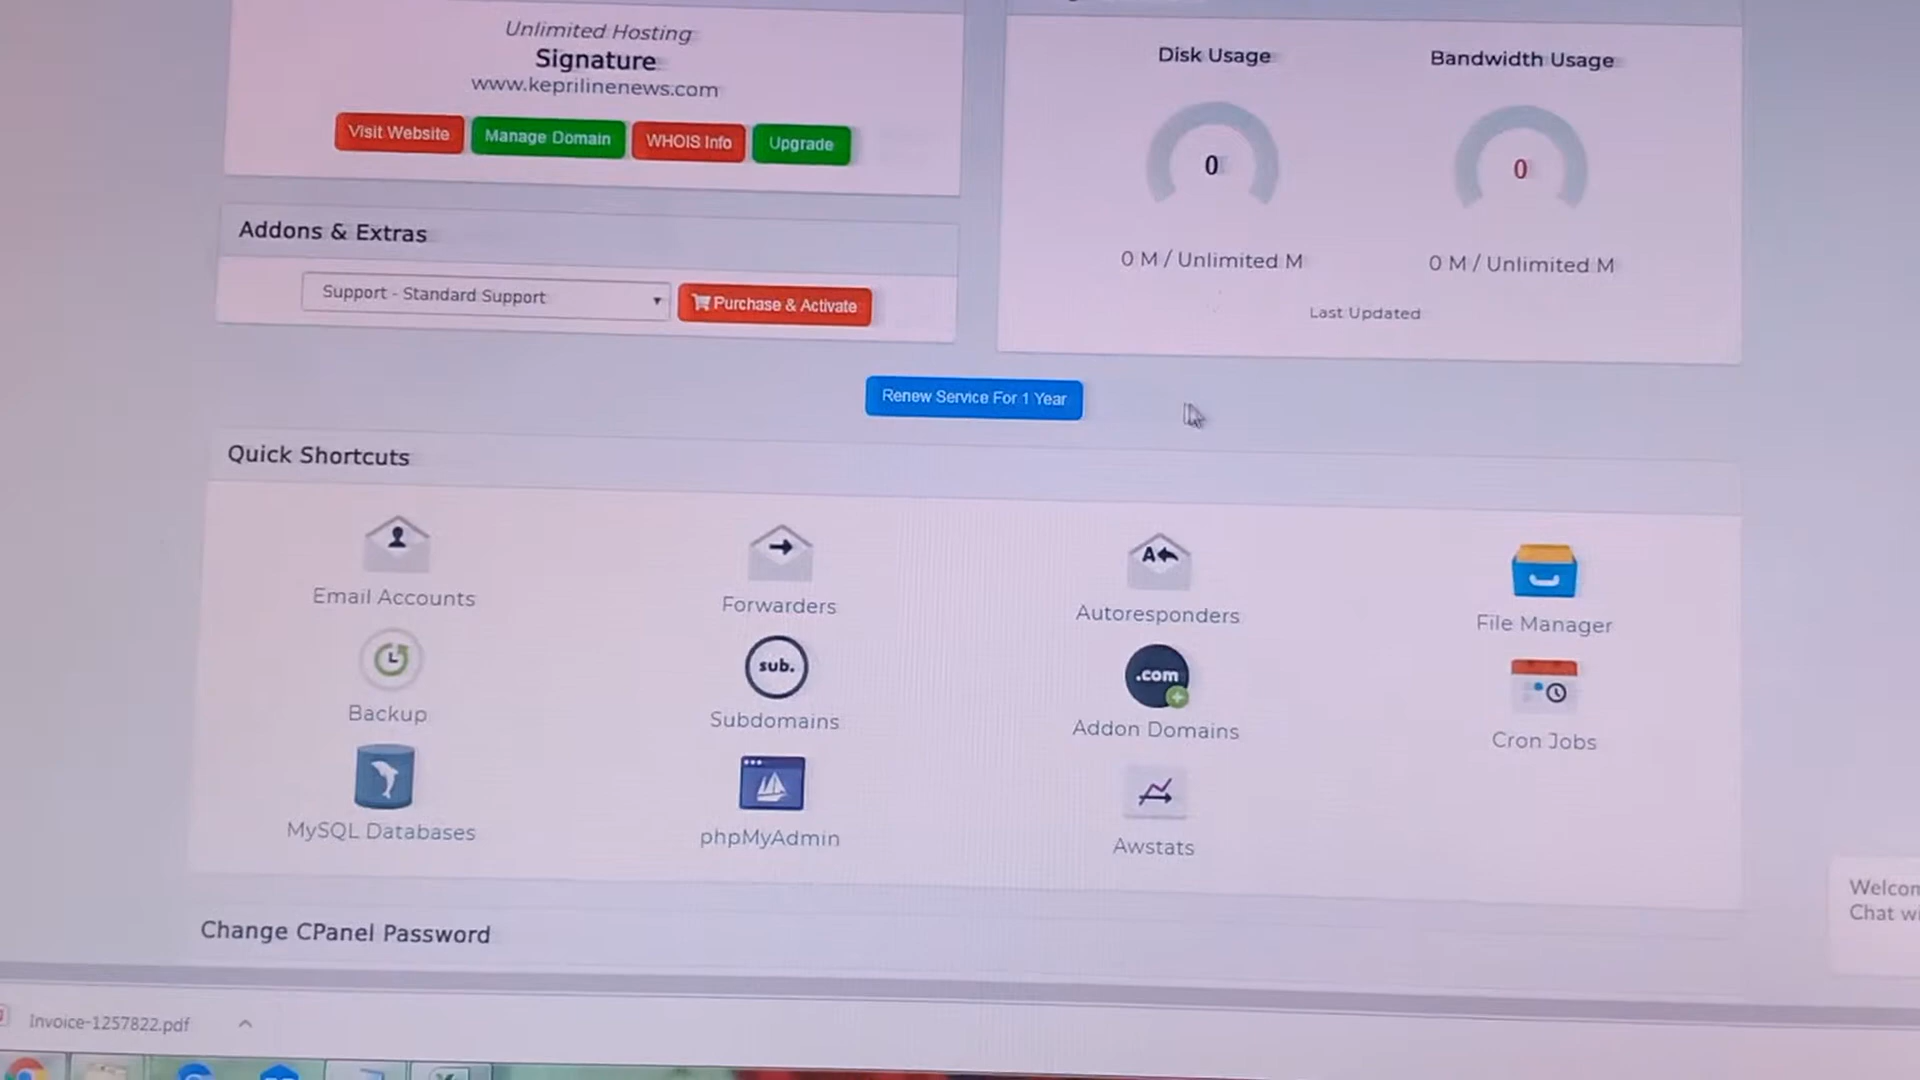 Unlimited Hosting
Signature
www.keprilinenews.com
Visit Website
Manage Domain
WHOIS Info
Upgrade
Disk Usage
Bandwidth Usage
0
0
0 M / Unlimited M
0 M / Unlimited M
Last Updated
Addons & Extras
Support - Standard Support
Purchase & Activate
Renew Service For 1 Year
Quick Shortcuts
Email Accounts
Forwarders
A
Autoresponders
File Manager
Backup
sub.
Subdomains
.com
Addon Domains
Cron Jobs
MySQL Databases
phpMyAdmin
Awstats
Change CPanel Password
Welcom
Chat wi
Invoice-1257822.pdf